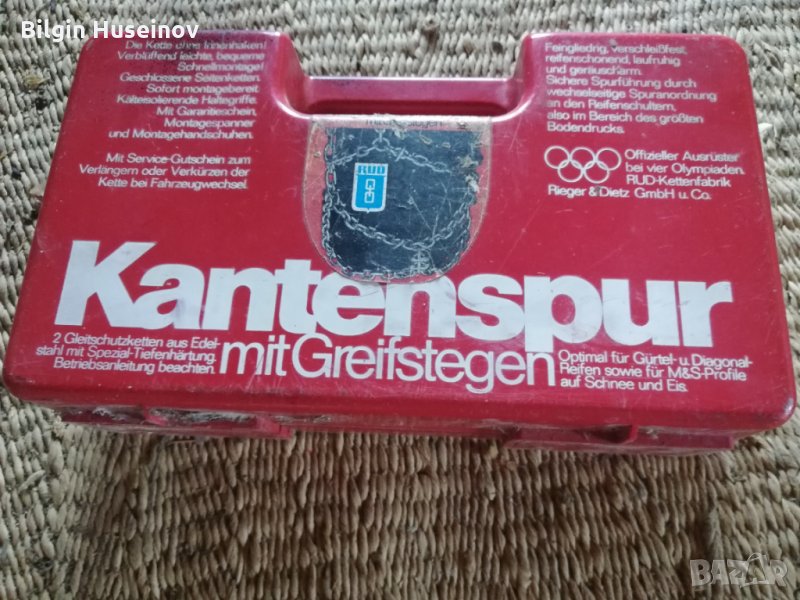 Bilgin Huseinov
Die Kette ohne Innenhaken!
Verblüffend leichte, bequeme
Schnellmontage!
Geschlossene Seitenketten.
Sofort montagebereit.
Kälteisolierende Haltegriffe.
Mit Garantieschein,
Montagespanner
und Montagehandschuhen.
Mit Service-Gutschein zum
Verlängern oder Verkürzen der
Kette bei Fahrzeugwechsel.
RUD
Feingliedrig, verschleißfest,
reifenschonend, laufruhig
und geräuscharm.
Sichere Spurführung durch
wechselseitige Spuranordnung
an den Reifenschultern,
also im Bereich des größten
Bodendrucks.
Offizieller Ausrüster
bei vier Olympiaden.
RUD-Kettenfabrik
Rieger & Dietz GmbH u. Co.
Kantenspur
mit Greifstegen
2 Gleitschutzketten aus Edel-
stahl mit Spezial-Tiefenhärtung.
Betriebsanleitung beachten.
Optimal für Gürtel- u. Diagonal-
Reifen sowie für M&S-Profile
auf Schnee und Eis.
BAZAR